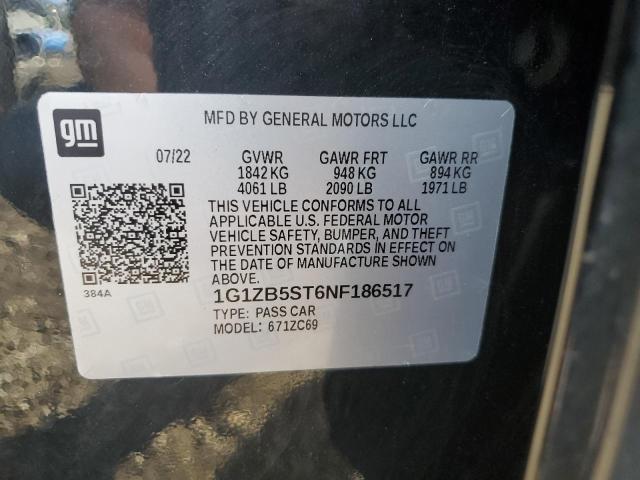 gm
MFD BY GENERAL MOTORS LLC
07/22 GVWR GAWR FRT GAWR RR
1842 KG 948 KG 894 KG
4061 LB 2090 LB 1971 LB
THIS VEHICLE CONFORMS TO ALL
APPLICABLE U.S. FEDERAL MOTOR
VEHICLE SAFETY, BUMPER, AND THEFT
PREVENTION STANDARDS IN EFFECT ON
THE DATE OF MANUFACTURE SHOWN
ABOVE.
384A
1G1ZB5ST6NF186517
TYPE: PASS CAR
MODEL: 671ZC69